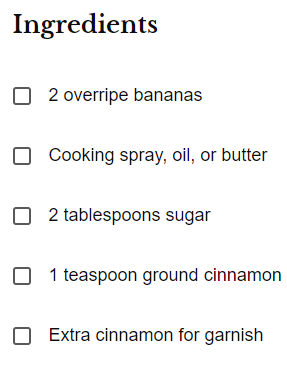 Ingredients
2 overripe bananas
Cooking spray, oil, or butter
2 tablespoons sugar
1 teaspoon ground cinnamon
Extra cinnamon for garnish